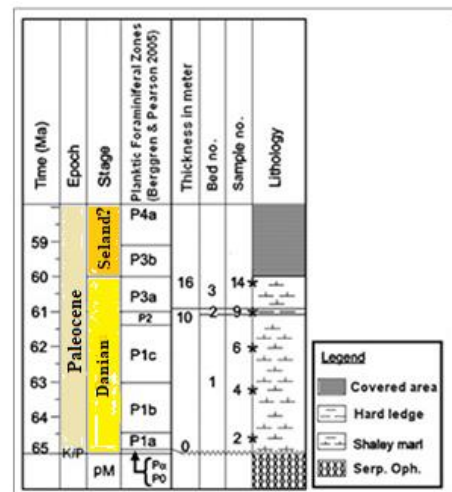 Time (Ma)
Epoch
Stage
Planktic Foraminiferal Zones
(Berggren & Pearson 2005)
Thickness in meter
Bed no.
Sample no.
Lithology
59
60
61
62
63
64
65
Paleocene
K/P
Seland?
Danian
pM
P4a
P3b
P3a
P2
P1c
P1b
P1a
Pα
P0
16
10
0
3
2
1
14
9
6
4
2
Legend
Covered area
Hard ledge
Shaley marl
Serp. Oph.